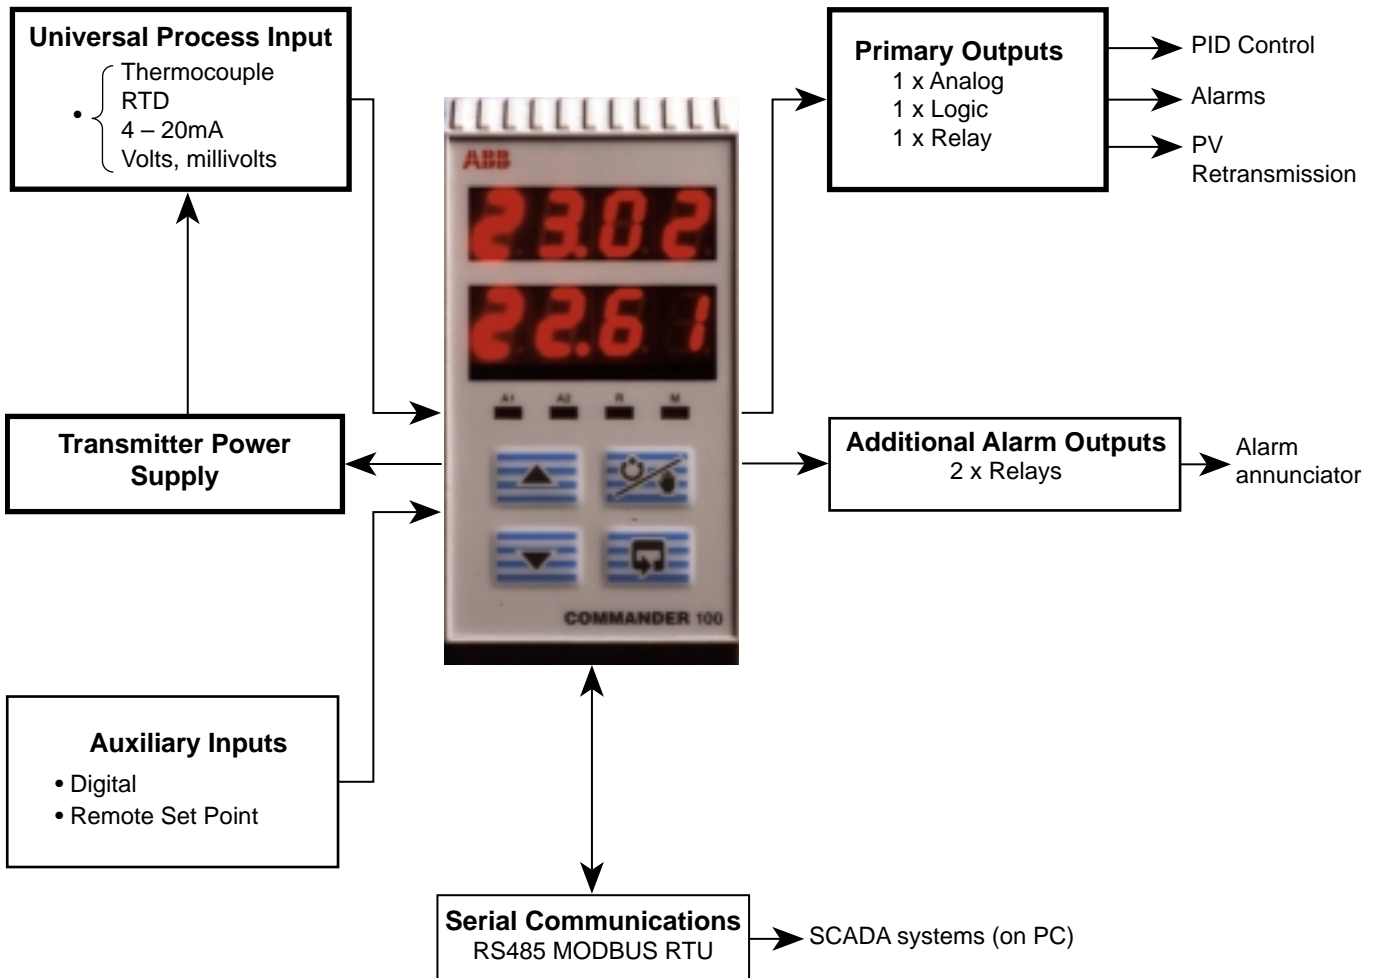 Universal Process Input
• Thermocouple
RTD
4 – 20mA
Volts, millivolts
Transmitter Power
Supply
Auxiliary Inputs
• Digital
• Remote Set Point
ABB
23.02
22.61
A1 A2 R M
COMMANDER 100
Primary Outputs
1 x Analog
1 x Logic
1 x Relay
PID Control
Alarms
PV
Retransmission
Additional Alarm Outputs
2 x Relays
Alarm
annunciator
Serial Communications
RS485 MODBUS RTU
SCADA systems (on PC)